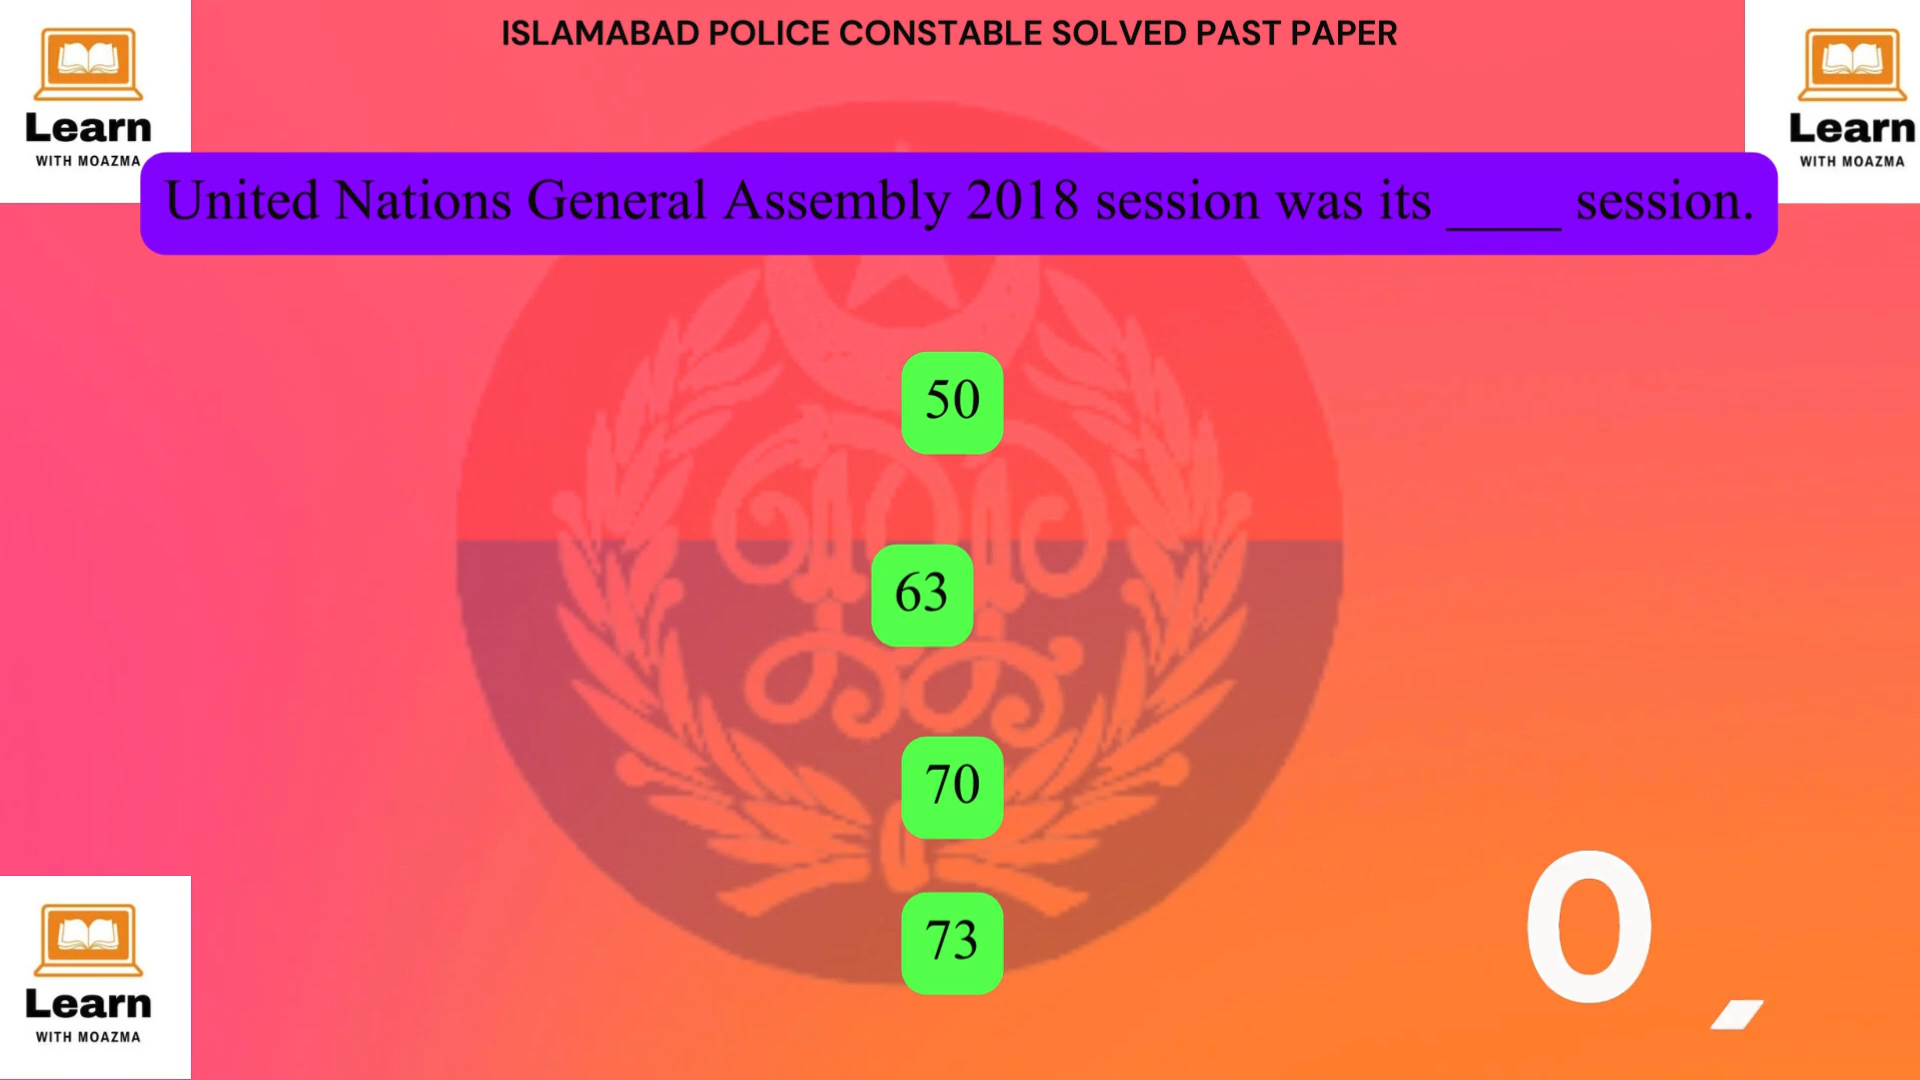 ISLAMABAD POLICE CONSTABLE SOLVED PAST PAPER
Learn
WITH MOAZMA
Learn
WITH MOAZMA
United Nations General Assembly 2018 session was its ____ session.
50
63
70
73
0
Learn
WITH MOAZMA